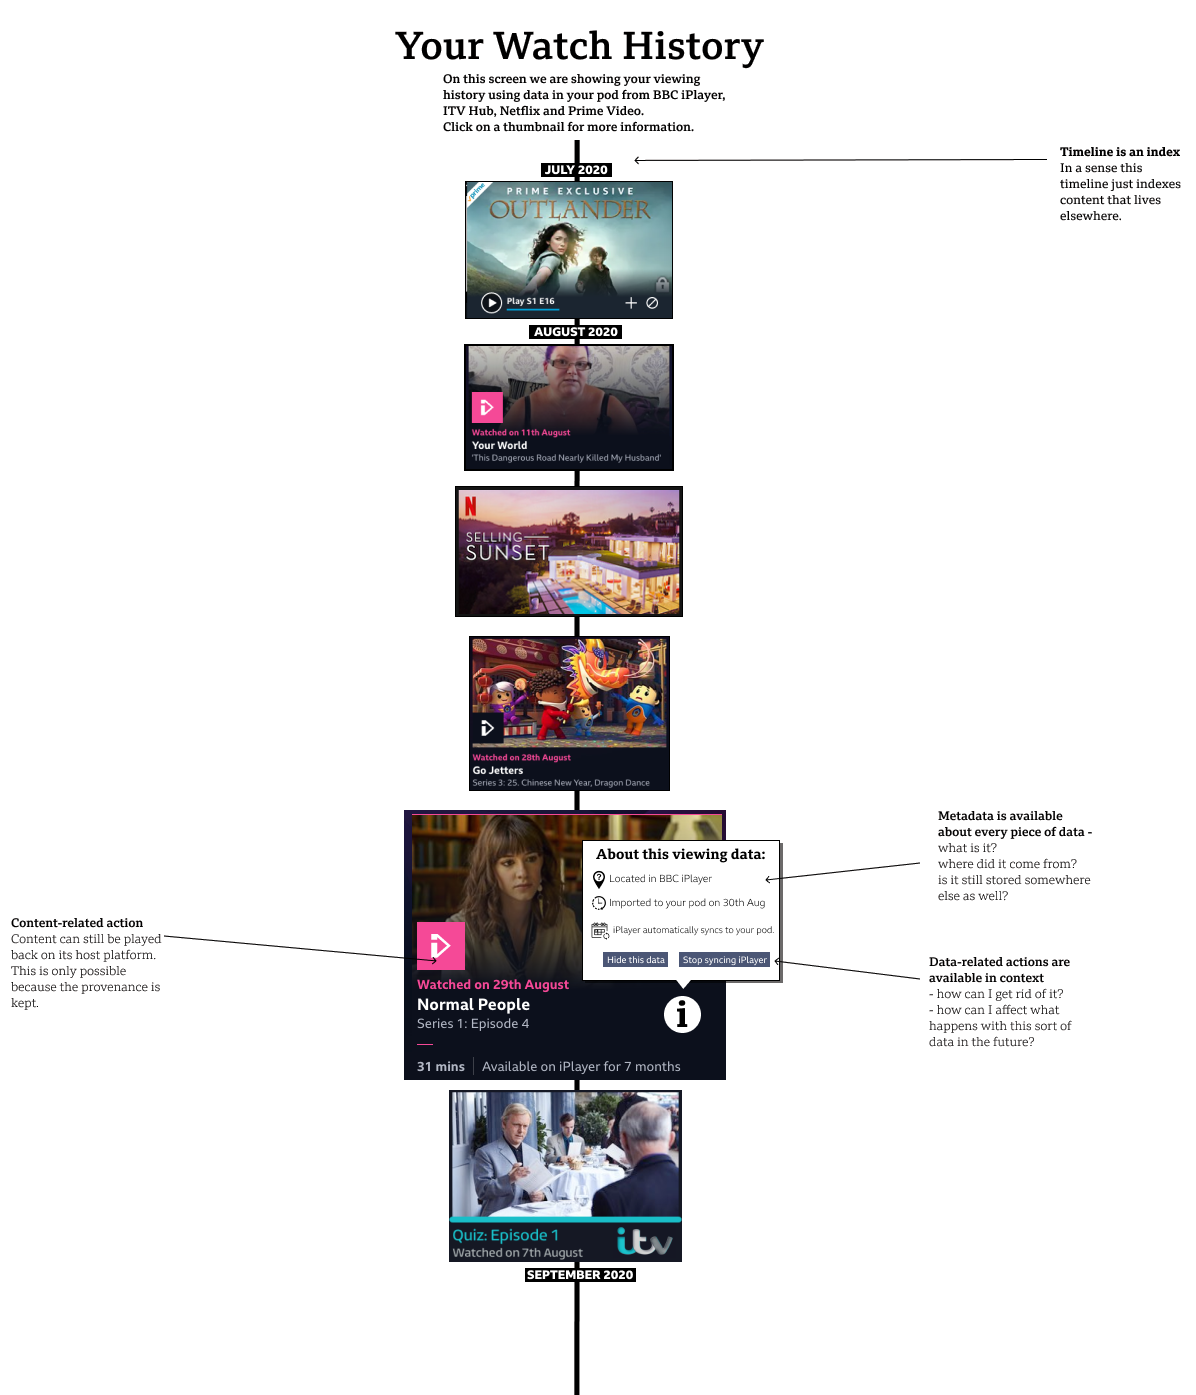 Your Watch History
On this screen we are showing your viewing
history using data in your pod from BBC iPlayer,
ITV Hub, Netflix and Prime Video.
Click on a thumbnail for more information.
Timeline is an index
In a sense this
timeline just indexes
content that lives
elsewhere.
JULY 2020
prime
PRIME EXCLUSIVE
OUTLANDER
Play S1 E16
AUGUST 2020
Watched on 11th August
Your World
'This Dangerous Road Nearly Killed My Husband'
N
SELLING
SUNSET
Watched on 28th August
Go Jetters
Series 3: 25. Chinese New Year, Dragon Dance
Metadata is available
about every piece of data -
what is it?
where did it come from?
is it still stored somewhere
else as well?
About this viewing data:
Located in BBC iPlayer
Imported to your pod on 30th Aug
iPlayer automatically syncs to your pod.
Hide this data
Stop syncing iPlayer
Content-related action
Content can still be played
back on its host platform.
This is only possible
because the provenance is
kept.
Data-related actions are
available in context
- how can I get rid of it?
- how can I affect what
happens with this sort of
data in the future?
Watched on 29th August
Normal People
Series 1: Episode 4
i
31 mins
Available on iPlayer for 7 months
Quiz: Episode 1
Watched on 7th August
itv
SEPTEMBER 2020